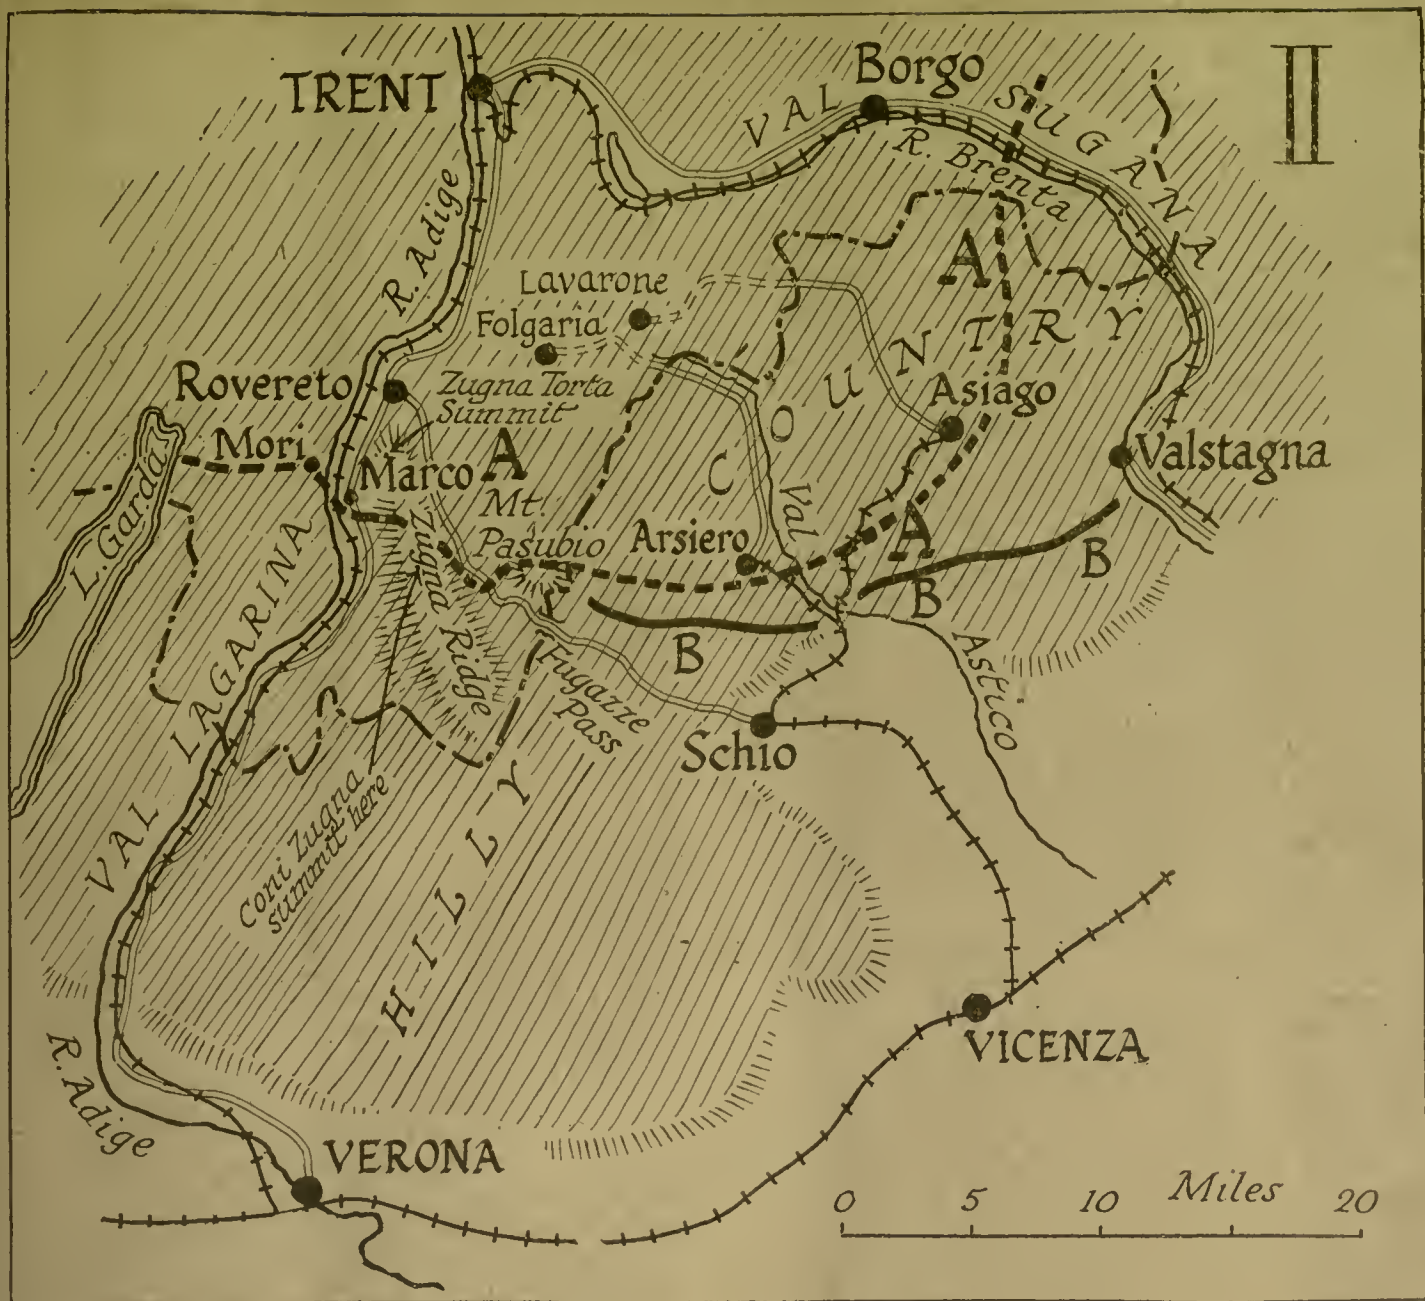 II
TRENT
Borgo
VAL SUGANA
R. Brenta
R. Adige
A
Lavarone
Folgaria
Rovereto
Zugna Torta
Summit
Asiago
Mori
Marco
A
Valstagna
L. Garda
Mt.
Pasubio
Arsiero
Val
Astico
A
B
B
B
Zugna Ridge
VAL LAGARINA
Fugazze
Pass
Schio
Coni Zugna
summit here
HILLY COUNTRY
VICENZA
R. Adige
VERONA
0 5 10 Miles 20